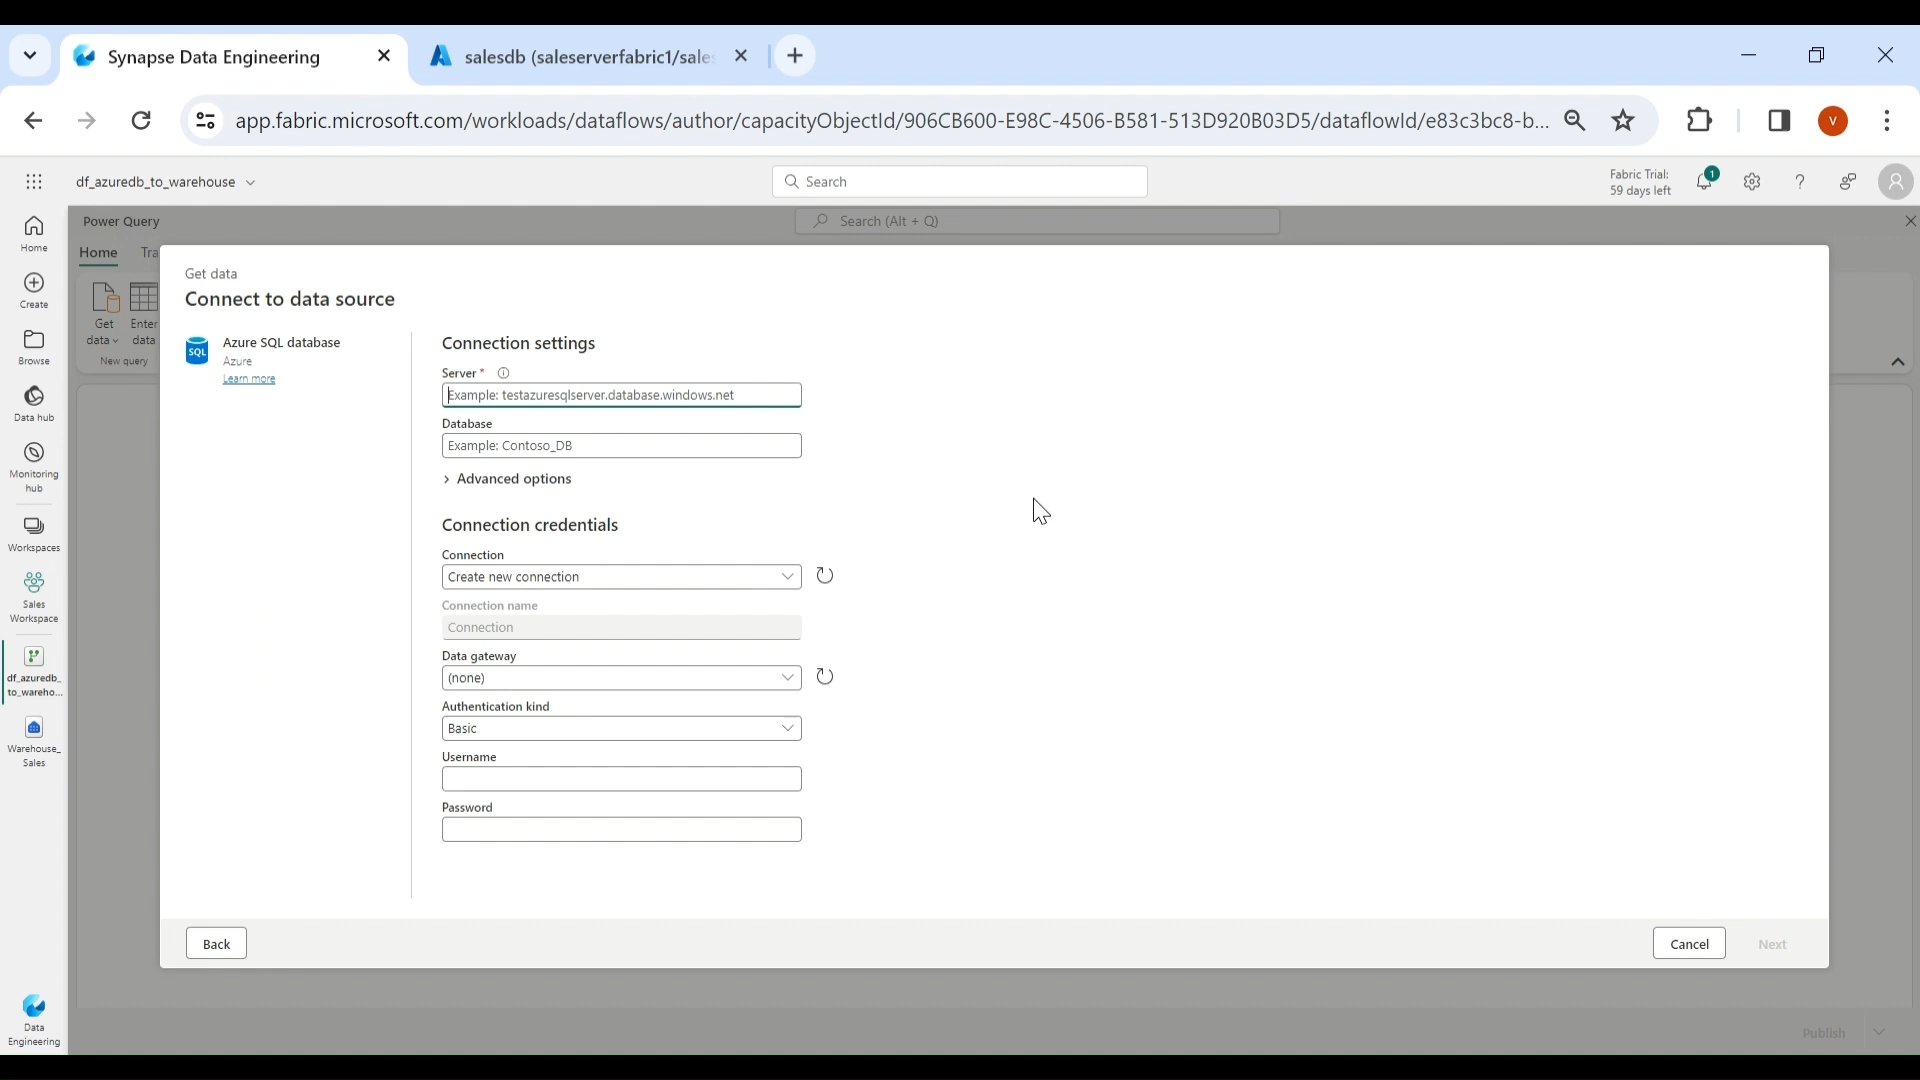 Synapse Data Engineering
salesdb (saleserverfabric1/sales
app.fabric.microsoft.com/workloads/dataflows/author/capacityObjectId/906CB600-E98C-4506-B581-513D920B03D5/dataflowId/e83c3bc8-b...
V
df_azuredb_to_warehouse
Search
Fabric Trial:
59 days left
1
Power Query
Search (Alt + Q)
Home
Tra
Get
data
Enter
data
New query
Home
Create
Browse
Data hub
Monitoring
hub
Workspaces
Sales
Workspace
df_azuredb_
to_wareho...
Warehouse_
Sales
Data
Engineering
Get data
Connect to data source
SQL
Azure SQL database
Azure
Learn more
Connection settings
Server *
Example: testazuresqlserver.database.windows.net
Database
Example: Contoso_DB
Advanced options
Connection credentials
Connection
Create new connection
Connection name
Connection
Data gateway
(none)
Authentication kind
Basic
Username
Password
Back
Cancel
Next
Publish